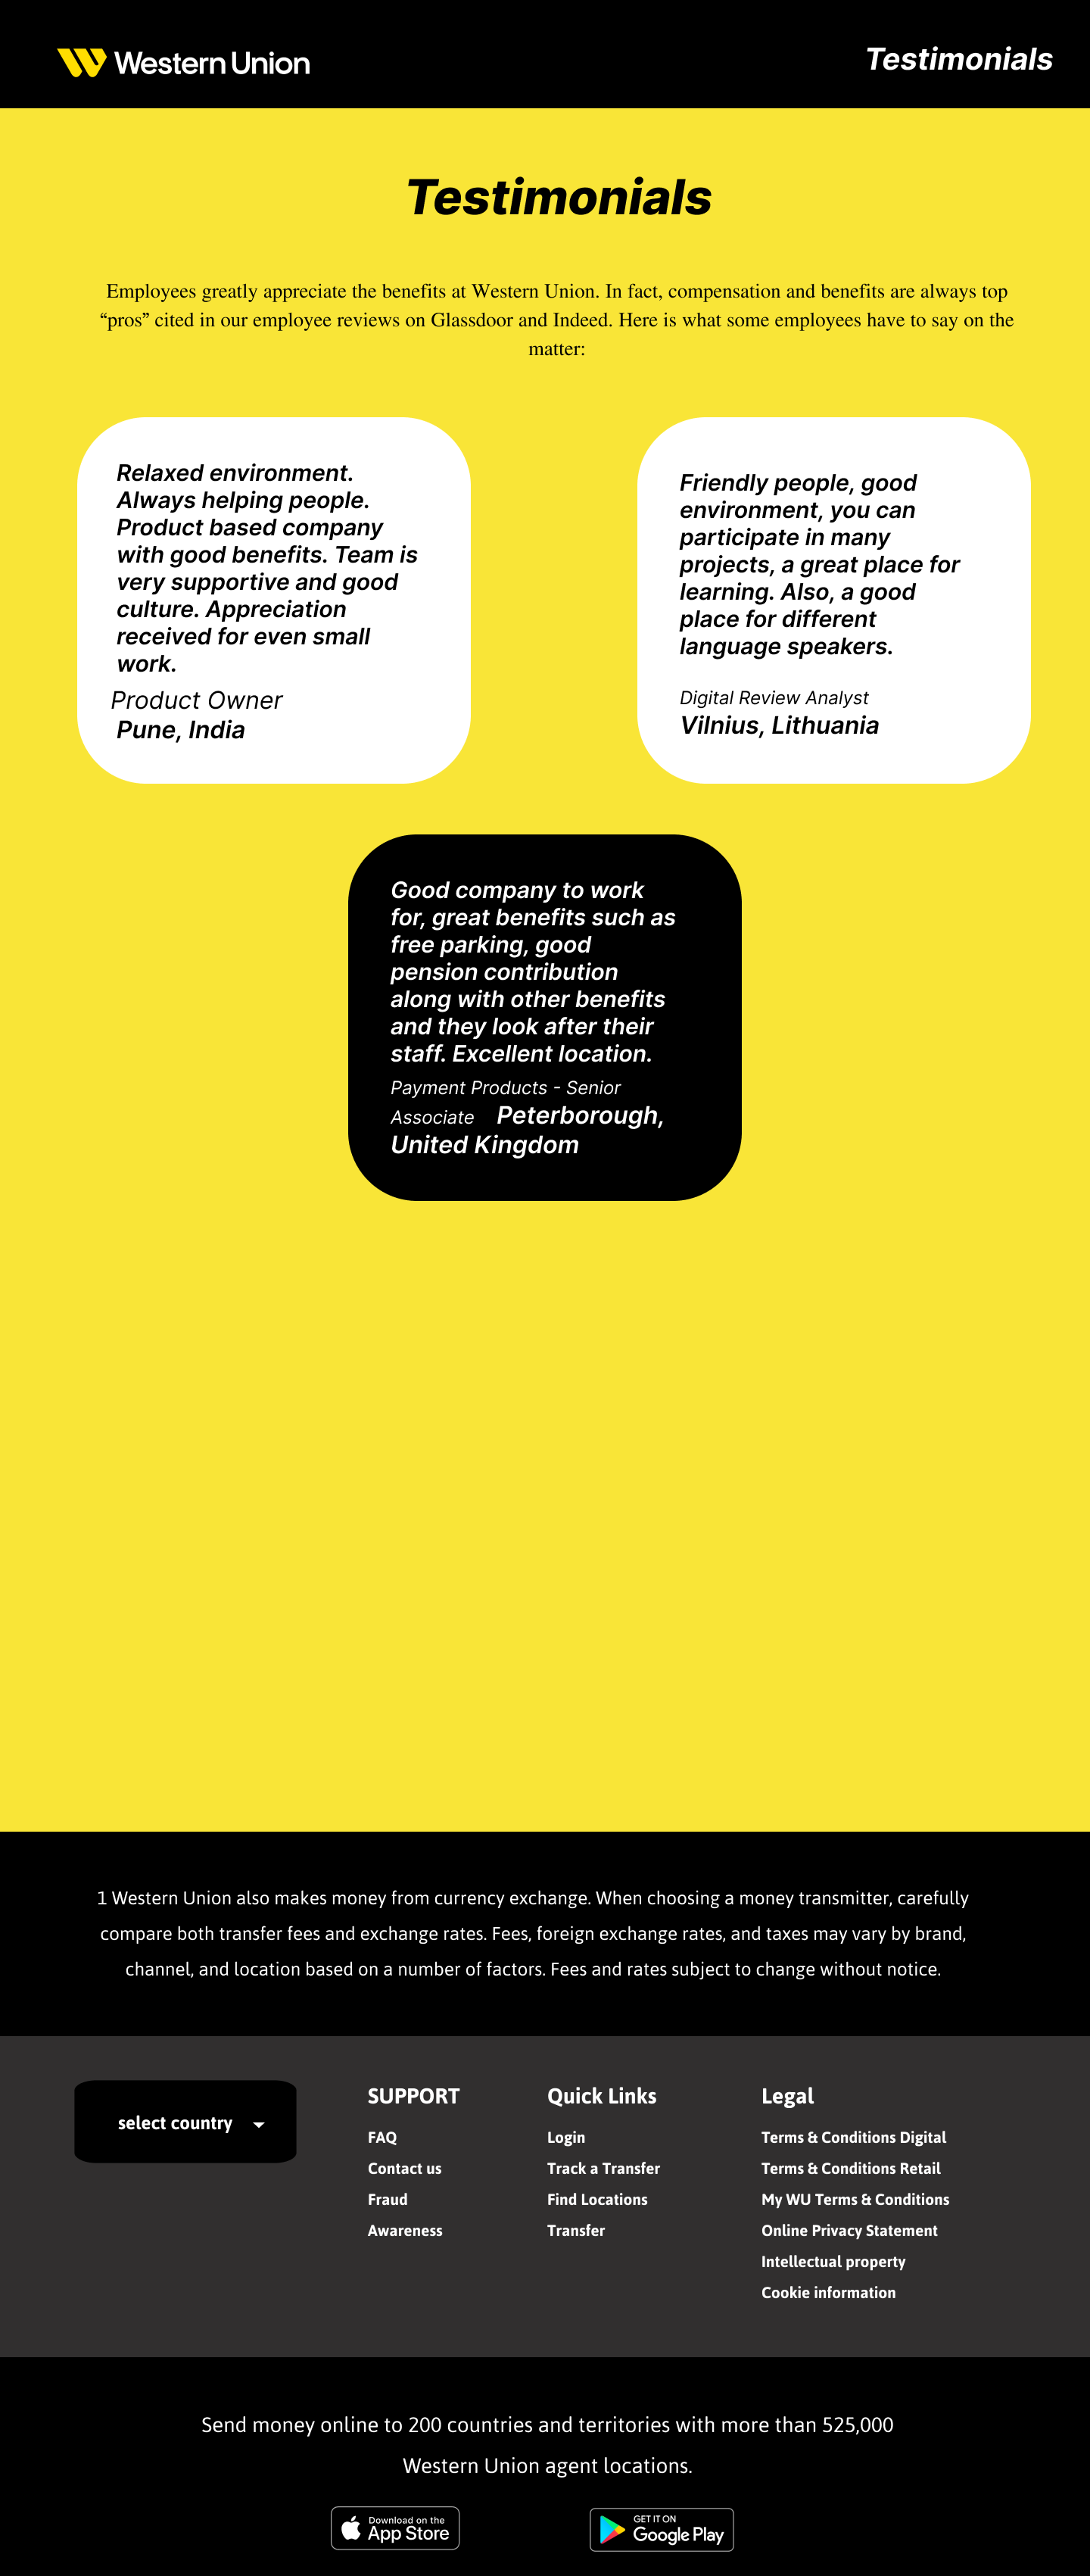 Western Union
Testimonials
Testimonials
Employees greatly appreciate the benefits at Western Union. In fact, compensation and benefits are always top
“pros” cited in our employee reviews on Glassdoor and Indeed. Here is what some employees have to say on the
matter:
Relaxed environment.
Always helping people.
Product based company
with good benefits. Team is
very supportive and good
culture. Appreciation
received for even small
work.
Product Owner
Pune, India
Friendly people, good
environment, you can
participate in many
projects, a great place for
learning. Also, a good
place for different
language speakers.
Digital Review Analyst
Vilnius, Lithuania
Good company to work
for, great benefits such as
free parking, good
pension contribution
along with other benefits
and they look after their
staff. Excellent location.
Payment Products - Senior
Associate Peterborough,
United Kingdom
1 Western Union also makes money from currency exchange. When choosing a money transmitter, carefully
compare both transfer fees and exchange rates. Fees, foreign exchange rates, and taxes may vary by brand,
channel, and location based on a number of factors. Fees and rates subject to change without notice.
select country
SUPPORT
FAQ
Contact us
Fraud
Awareness
Quick Links
Login
Track a Transfer
Find Locations
Transfer
Legal
Terms & Conditions Digital
Terms & Conditions Retail
My WU Terms & Conditions
Online Privacy Statement
Intellectual property
Cookie information
Send money online to 200 countries and territories with more than 525,000
Western Union agent locations.
Download on the
App Store
GET IT ON
Google Play